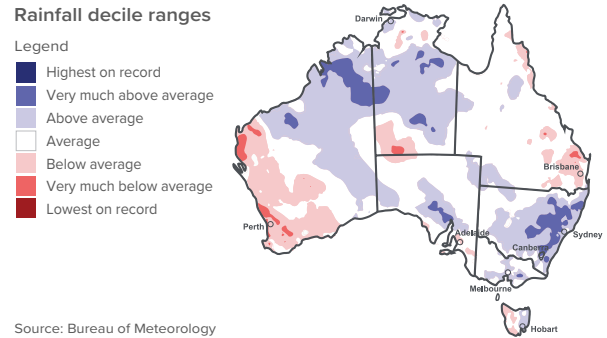 Rainfall decile ranges
Legend
Highest on record
Very much above average
Above average
Average
Below average
Very much below average
Lowest on record
Darwin
Brisbane
Perth
Adelaide
Sydney
Canberra
Melbourne
Hobart
Source: Bureau of Meteorology